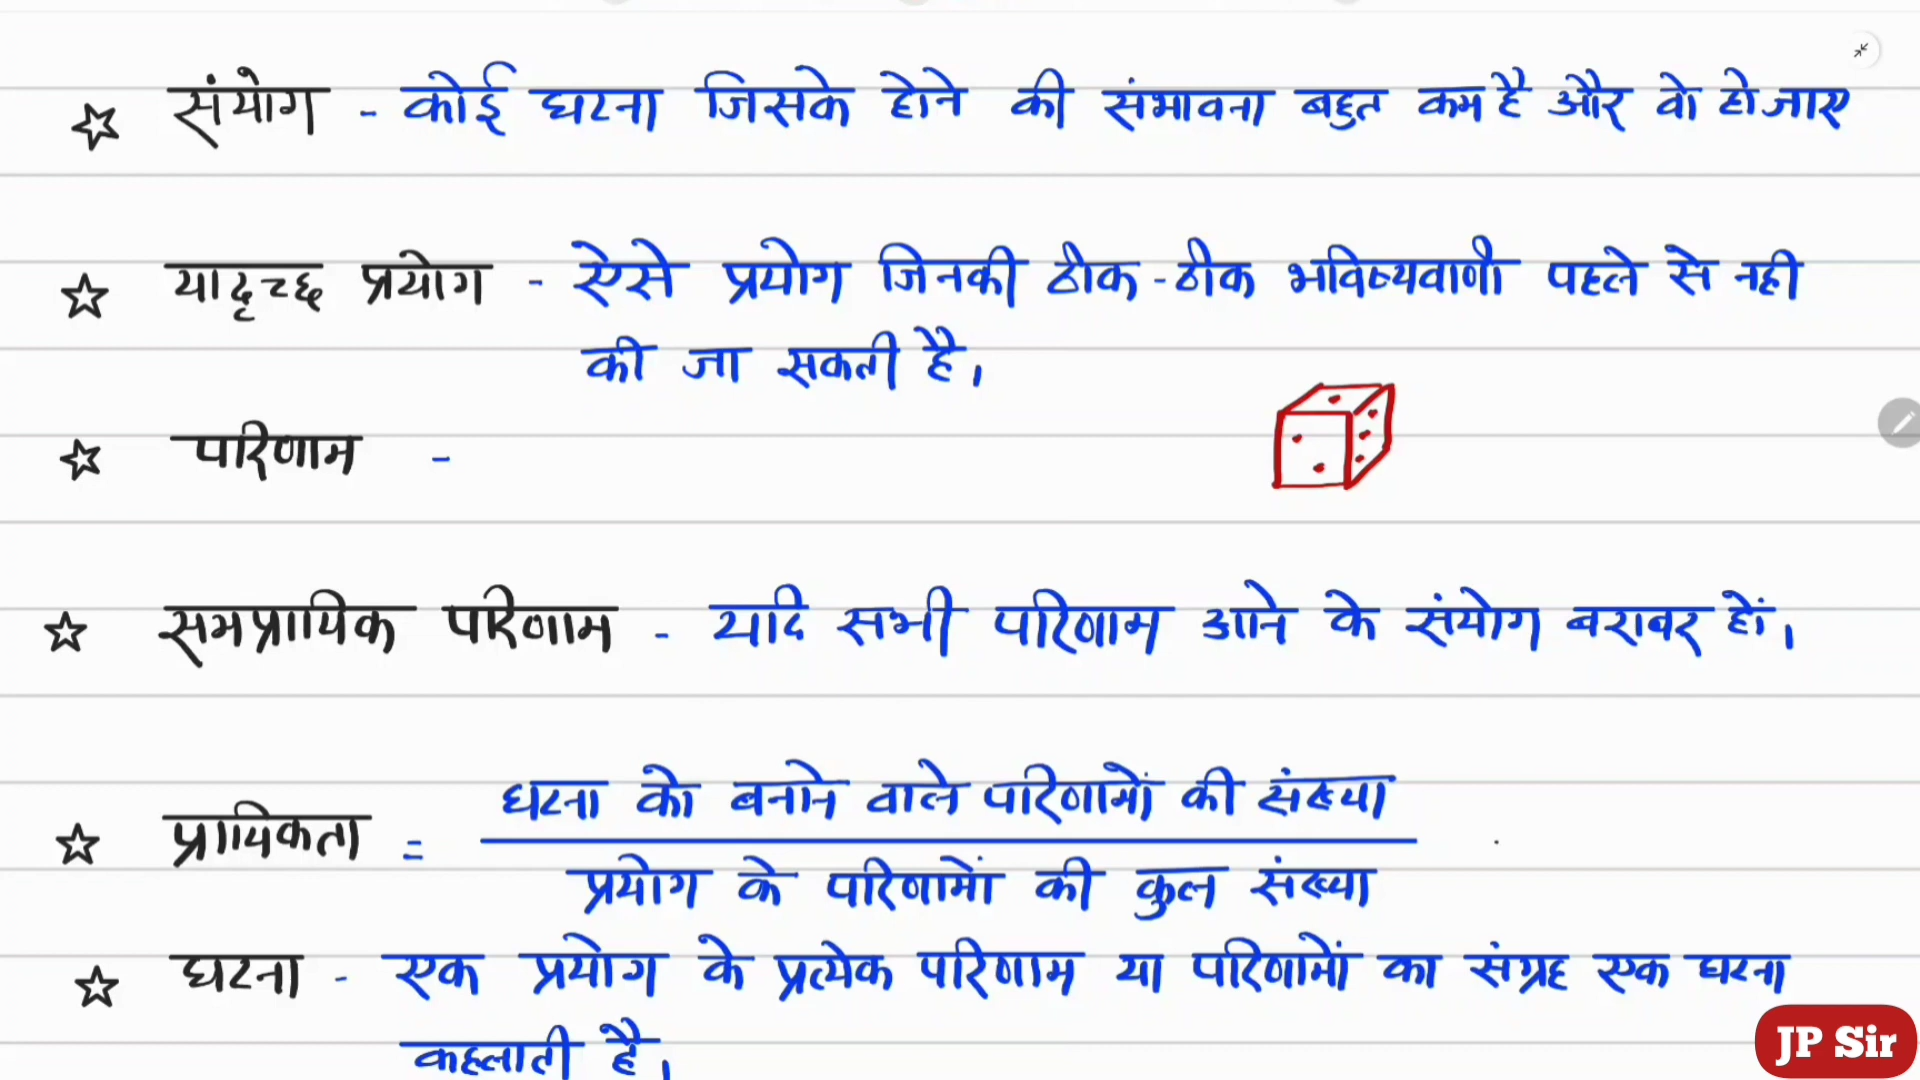 ☆ संयोग - कोई घटना जिसके होने की संभावना बहुत कम है और वो हो जाए
☆ यादृच्छ प्रयोग - ऐसे प्रयोग जिनकी ठीक-ठीक भविष्यवाणी पहले से नही
की जा सकती है।
☆ परिणाम -
☆ समप्रायिक परिणाम - यदि सभी परिणाम आने के संयोग बराबर हों।
घटना को बनाने वाले परिणामों की संख्या
☆ प्रायिकता =
प्रयोग के परिणामों की कुल संख्या
☆ घटना - एक प्रयोग के प्रत्येक परिणाम या परिणामों का संग्रह एक घटना
कहलाती है।
JP Sir